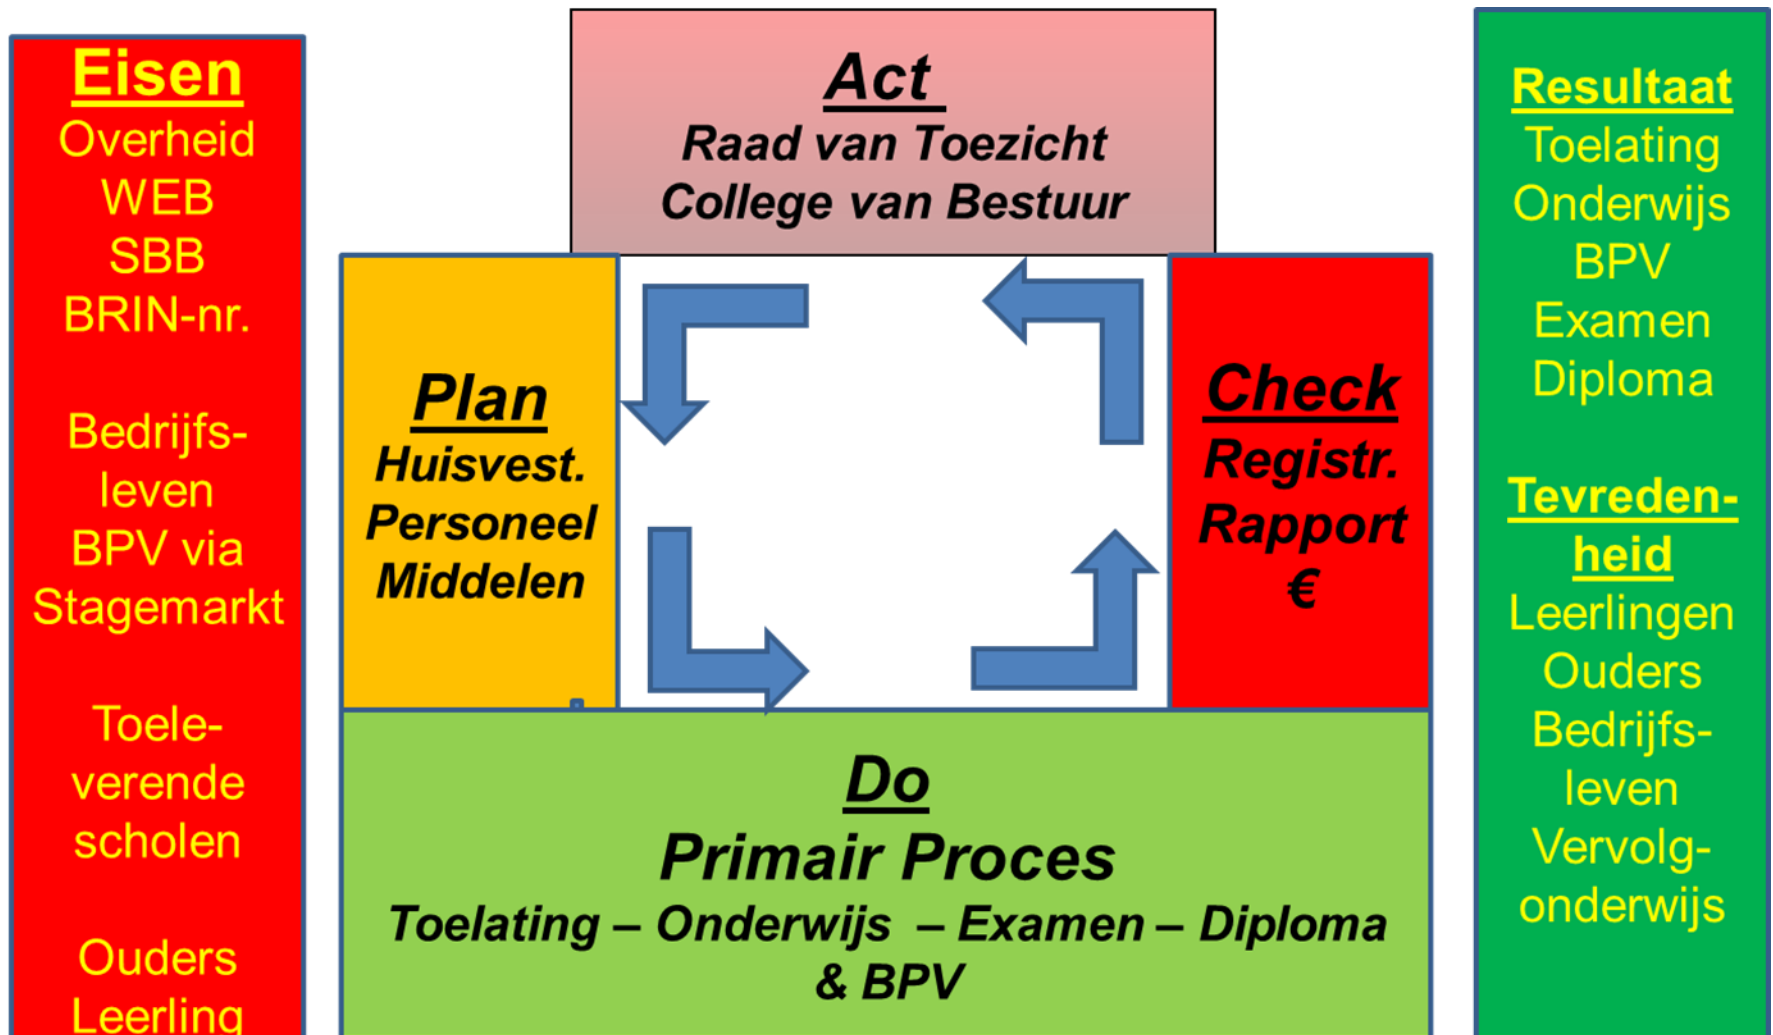 Eisen
Overheid
WEB
SBB
BRIN-nr.
Bedrijfs-
leven
BPV via
Stagemarkt
Toele-
verende
scholen
Ouders
Leerling
Act
Raad van Toezicht
College van Bestuur
Plan
Huisvest.
Personeel
Middelen
Check
Registr.
Rapport
€
Do
Primair Proces
Toelating – Onderwijs – Examen – Diploma
& BPV
Resultaat
Toelating
Onderwijs
BPV
Examen
Diploma
Tevreden-
heid
Leerlingen
Ouders
Bedrijfs-
leven
Vervolg-
onderwijs